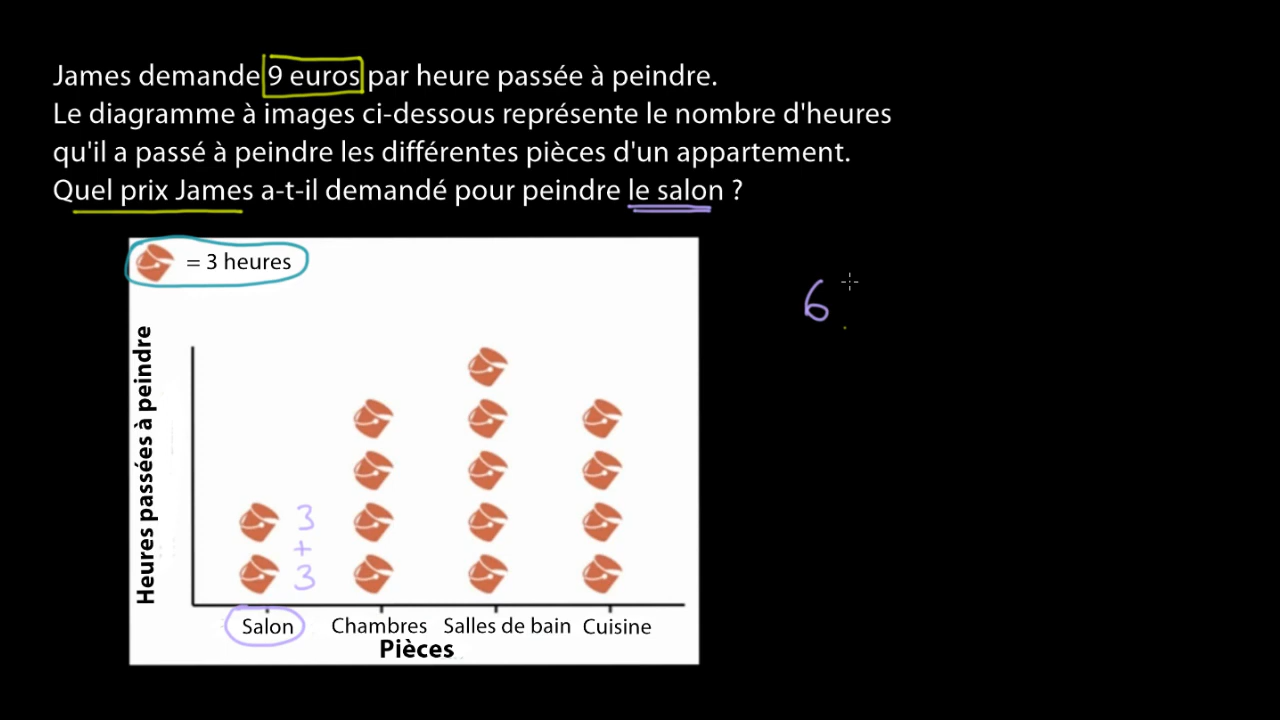 James demande 9 euros par heure passée à peindre.
Le diagramme à images ci-dessous représente le nombre d'heures
qu'il a passé à peindre les différentes pièces d'un appartement.
Quel prix James a-t-il demandé pour peindre le salon ?
= 3 heures
6
Heures passées à peindre
3
+
3
Salon Chambres Salles de bain Cuisine
Pièces